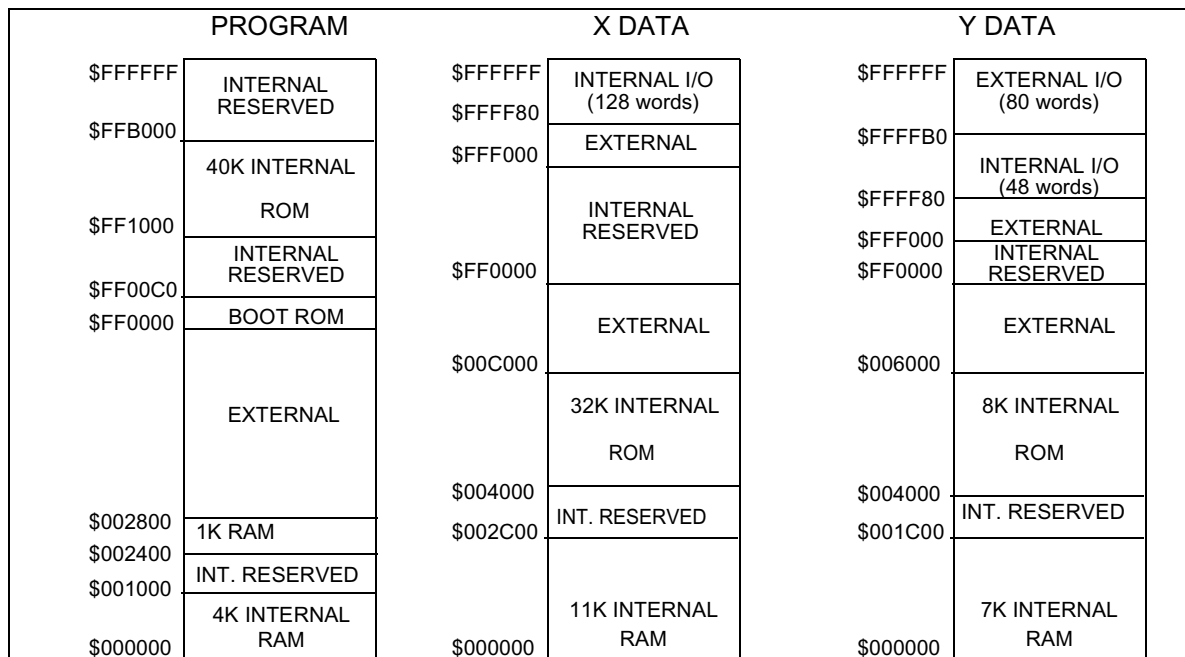 PROGRAM
$FFFFFF
INTERNAL
RESERVED
$FFB000
40K INTERNAL
ROM
$FF1000
INTERNAL
RESERVED
$FF00C0
BOOT ROM
$FF0000
EXTERNAL
$002800
1K RAM
$002400
INT. RESERVED
$001000
4K INTERNAL
RAM
$000000
X DATA
$FFFFFF
INTERNAL I/O
(128 words)
$FFFF80
EXTERNAL
$FFF000
INTERNAL
RESERVED
$FF0000
EXTERNAL
$00C000
32K INTERNAL
ROM
$004000
INT. RESERVED
$002C00
11K INTERNAL
RAM
$000000
Y DATA
$FFFFFF
EXTERNAL I/O
(80 words)
$FFFFB0
INTERNAL I/O
(48 words)
$FFFF80
EXTERNAL
$FFF000
INTERNAL
RESERVED
$FF0000
EXTERNAL
$006000
8K INTERNAL
ROM
$004000
INT. RESERVED
$001C00
7K INTERNAL
RAM
$000000